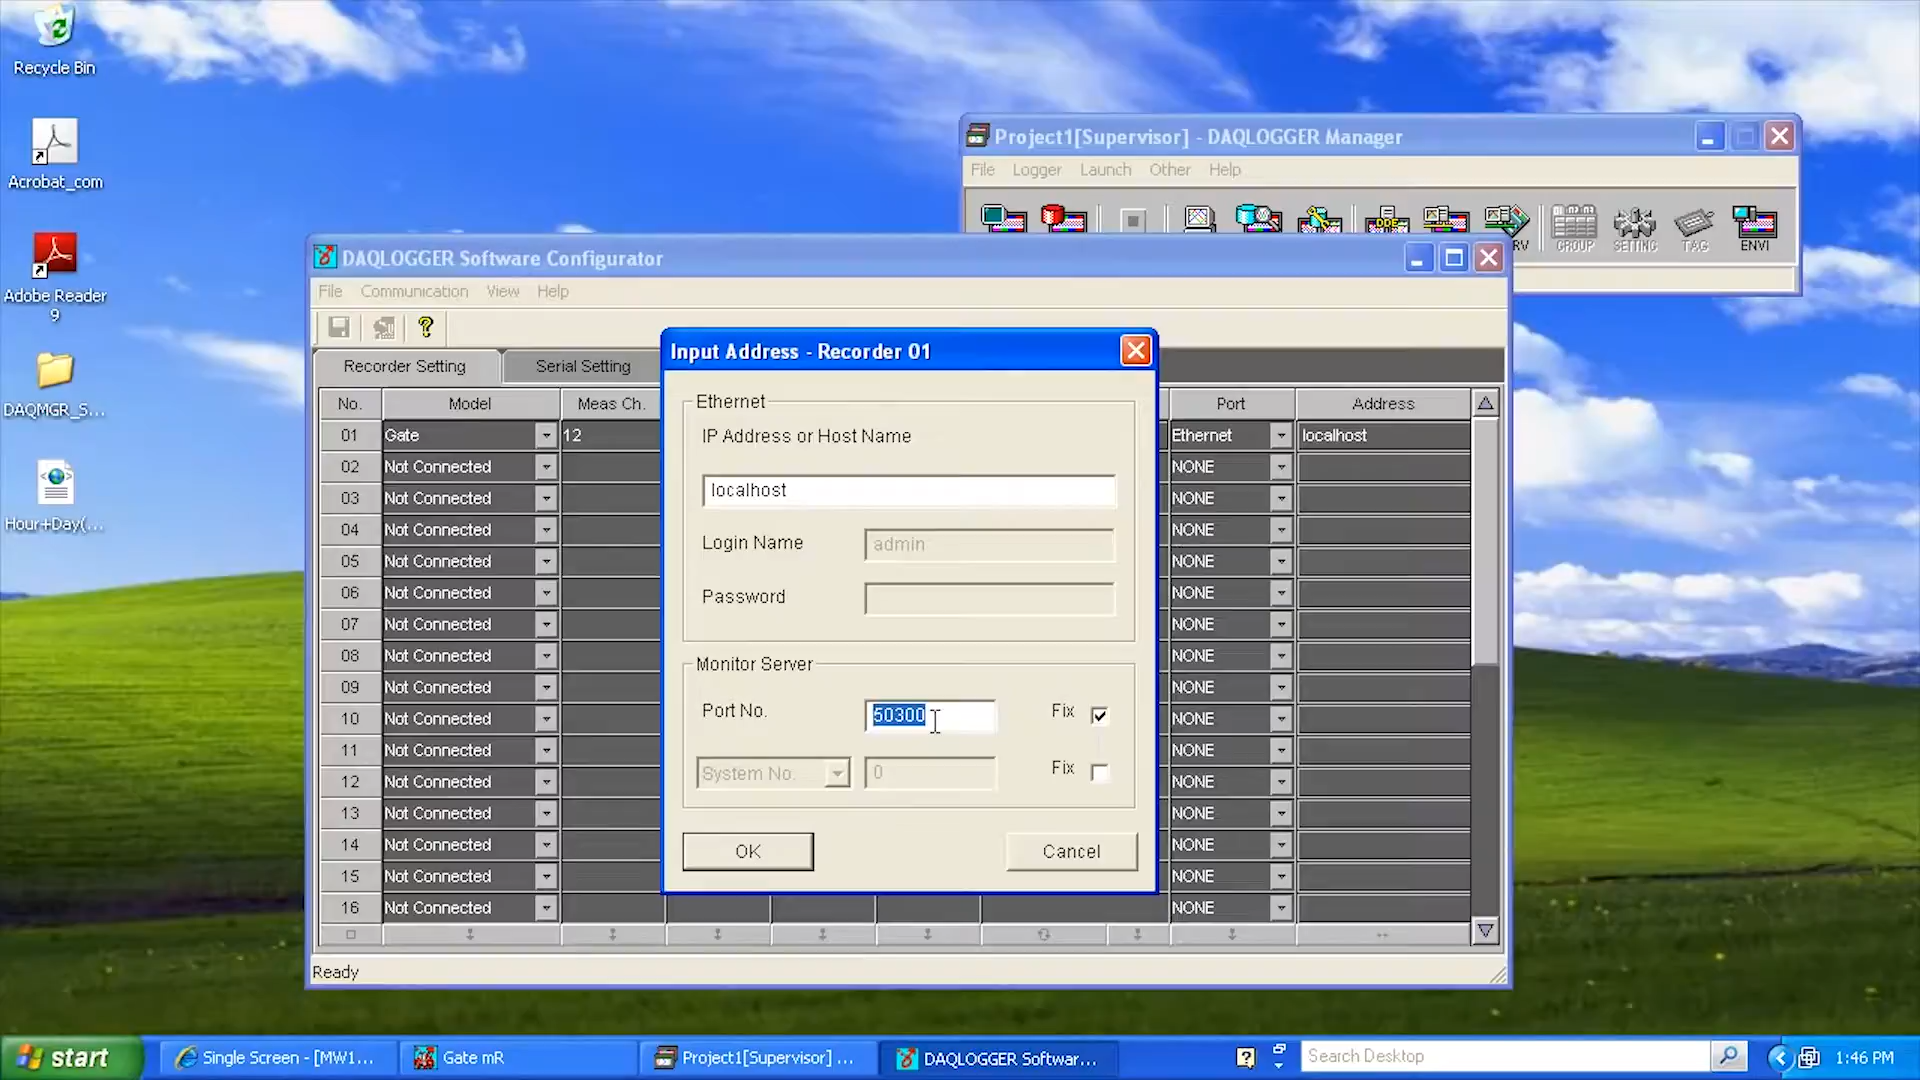 Recycle Bin
Acrobat_com
Adobe Reader
9
DAQMGR_S...
Hour+Day(...
Project1[Supervisor] - DAQLOGGER Manager
File Logger Launch Other Help
GROUP SETTING TAG ENVI
DAQLOGGER Software Configurator
File Communication View Help
Recorder Setting Serial Setting
No. Model Meas Ch. Port Address
01 Gate 12 Ethernet localhost
02 Not Connected NONE
03 Not Connected NONE
04 Not Connected NONE
05 Not Connected NONE
06 Not Connected NONE
07 Not Connected NONE
08 Not Connected NONE
09 Not Connected NONE
10 Not Connected NONE
11 Not Connected NONE
12 Not Connected NONE
13 Not Connected NONE
14 Not Connected NONE
15 Not Connected NONE
16 Not Connected NONE
Ready
Input Address - Recorder 01
Ethernet
IP Address or Host Name
localhost
Login Name admin
Password
Monitor Server
Port No. 50300 Fix
System No. 0 Fix
OK Cancel
start Single Screen - [MW1... Gate mR Project1[Supervisor] ... DAQLOGGER Softwar... Search Desktop 1:46 PM